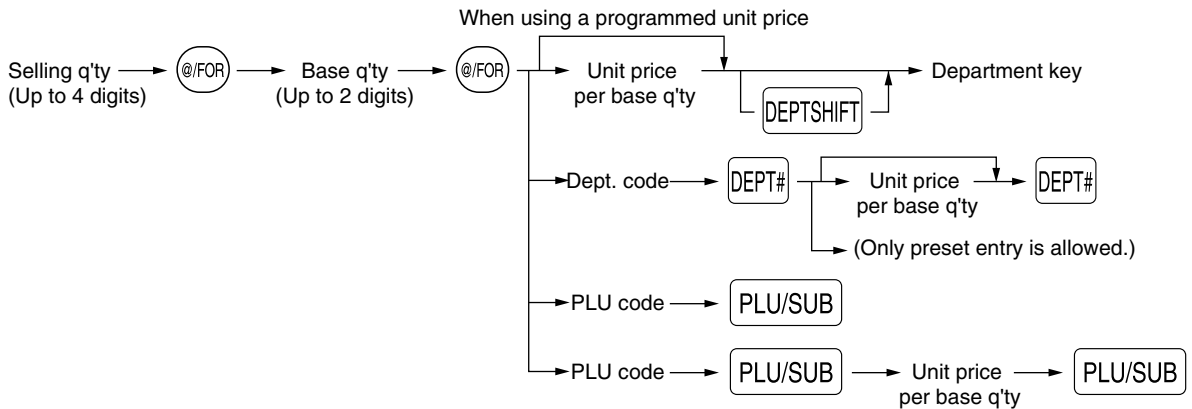 When using a programmed unit price
Selling q'ty @/FOR Base q'ty @/FOR Unit price Department key
(Up to 4 digits) (Up to 2 digits) per base q'ty
DEPTSHIFT
Dept. code DEPT# Unit price DEPT#
per base q'ty
(Only preset entry is allowed.)
PLU code PLU/SUB
PLU code PLU/SUB Unit price PLU/SUB
per base q'ty